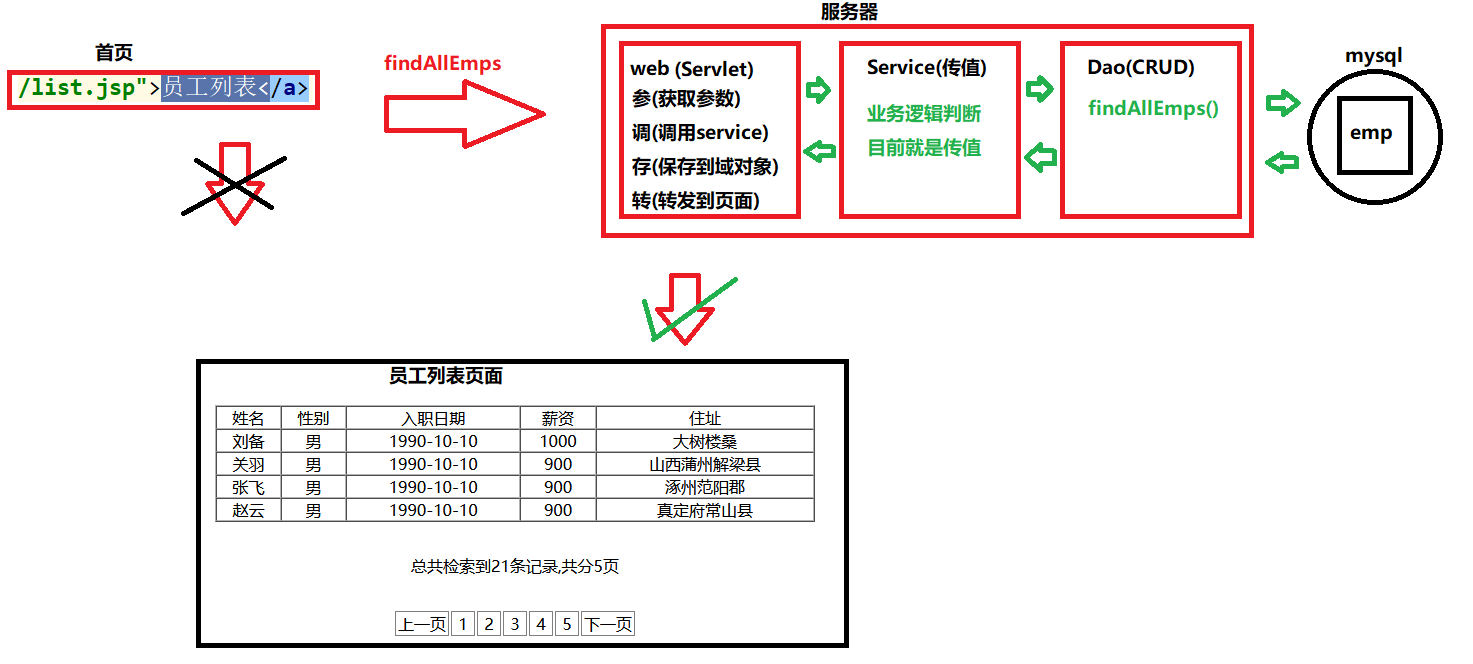 服务器
首页
/list.jsp">员工列表</a>
findAllEmps
web (Servlet)
参(获取参数)
调(调用service)
存(保存到域对象)
转(转发到页面)
Service(传值)
业务逻辑判断
目前就是传值
Dao(CRUD)
findAllEmps()
mysql
emp
员工列表页面
姓名 性别 入职日期 薪资 住址
刘备 男 1990-10-10 1000 大树楼桑
关羽 男 1990-10-10 900 山西蒲州解梁县
张飞 男 1990-10-10 900 涿州范阳郡
赵云 男 1990-10-10 900 真定府常山县
总共检索到21条记录,共分5页
上一页 1 2 3 4 5 下一页